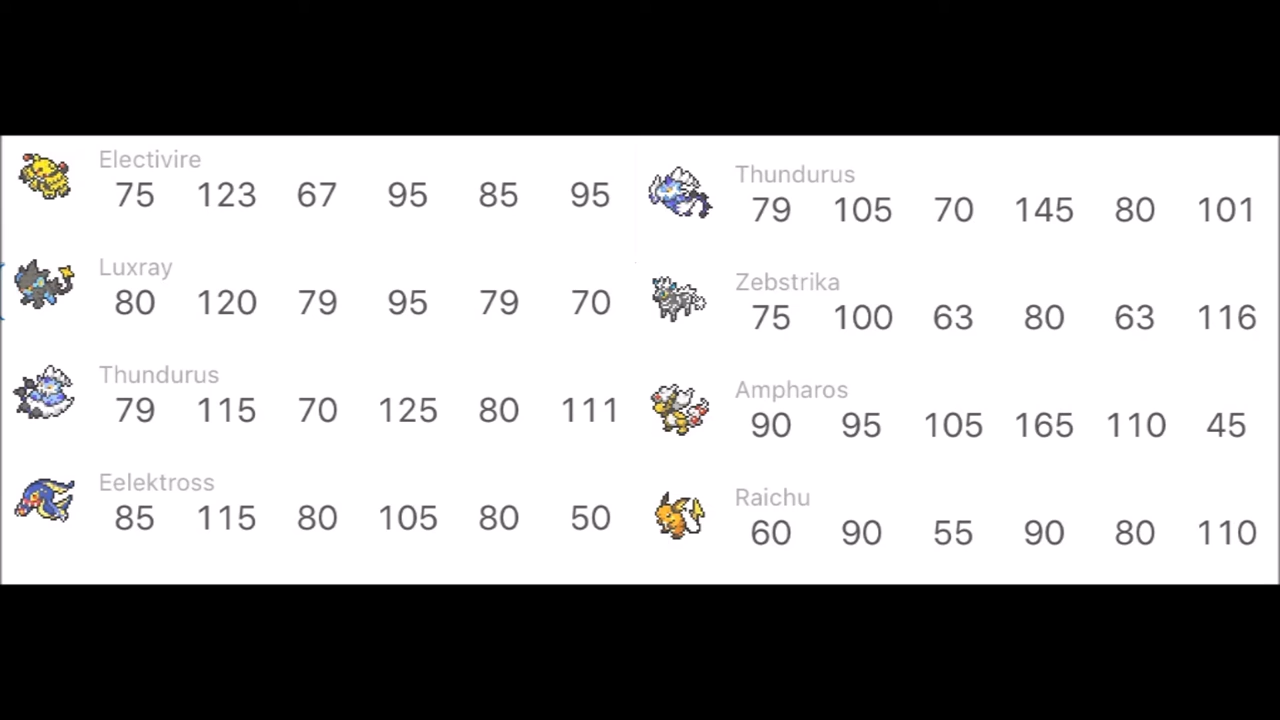 Electivire
75 123 67 95 85 95
Luxray
80 120 79 95 79 70
Thundurus
79 115 70 125 80 111
Eelektross
85 115 80 105 80 50
Thundurus
79 105 70 145 80 101
Zebstrika
75 100 63 80 63 116
Ampharos
90 95 105 165 110 45
Raichu
60 90 55 90 80 110